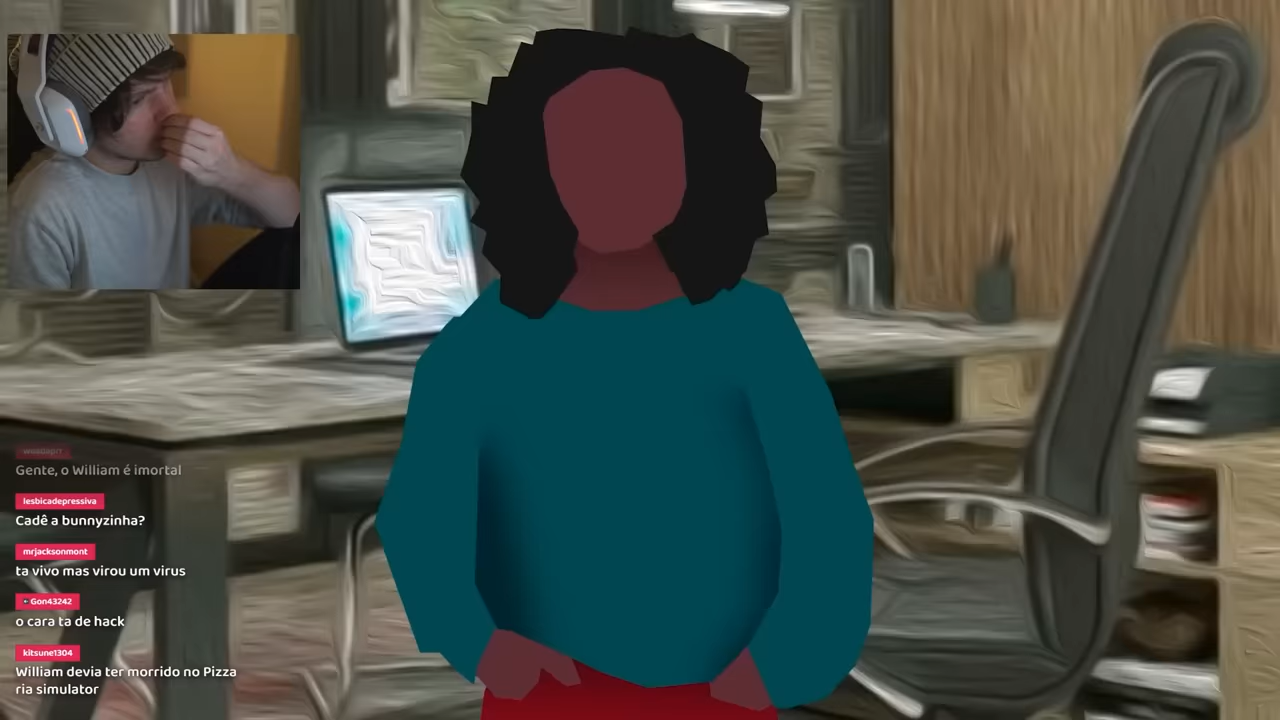 Gente, o William é imortal
lesbicadepressiva
Cadê a bunnyzinha?
mrjacksonmont
ta vivo mas virou um virus
Gon43242
o cara ta de hack
kitsune1304
William devia ter morrido no Pizza
ria simulator